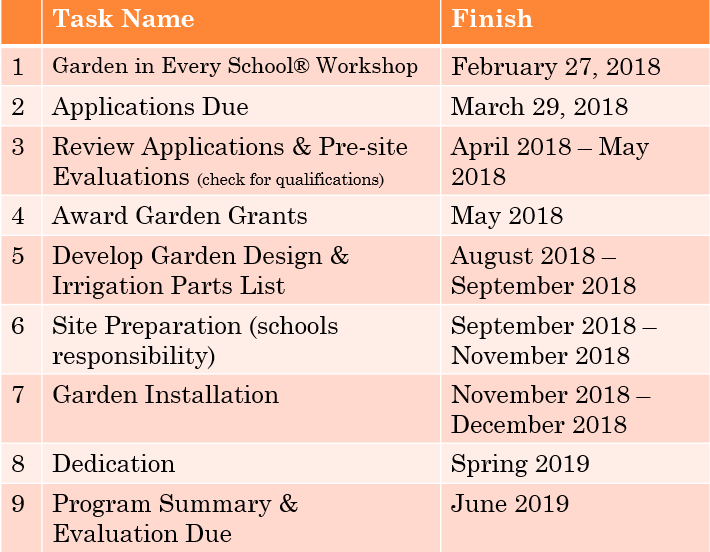 Task Name Finish
1 Garden in Every School® Workshop February 27, 2018
2 Applications Due March 29, 2018
3 Review Applications & Pre-site April 2018 – May
Evaluations (check for qualifications) 2018
4 Award Garden Grants May 2018
5 Develop Garden Design & August 2018 –
Irrigation Parts List September 2018
6 Site Preparation (schools September 2018 –
responsibility) November 2018
7 Garden Installation November 2018 –
December 2018
8 Dedication Spring 2019
9 Program Summary & June 2019
Evaluation Due